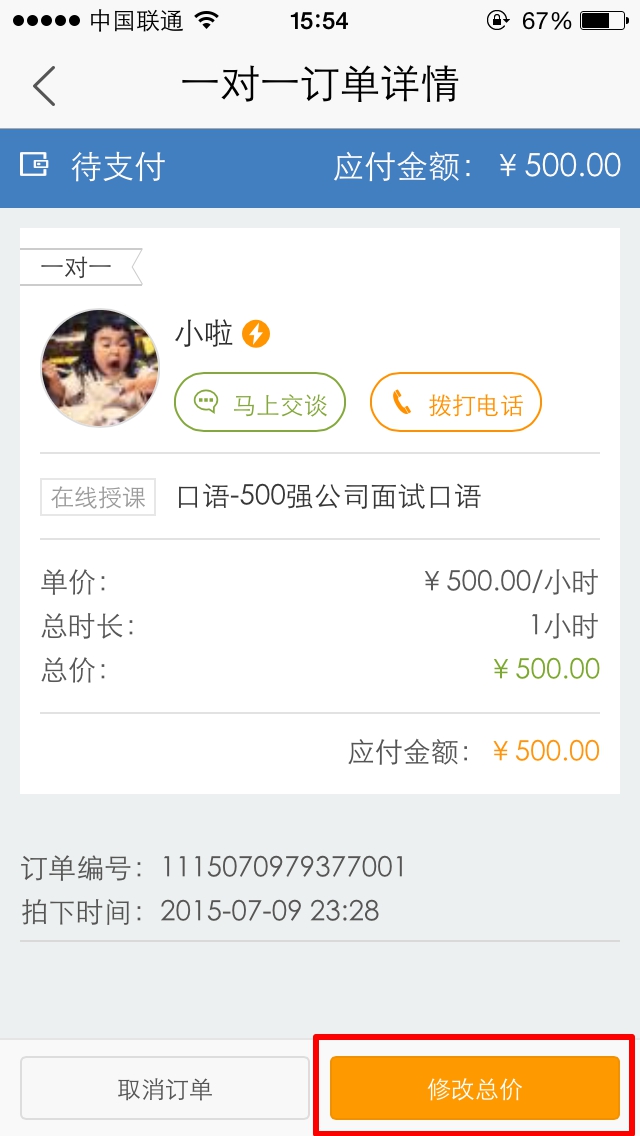 中国联通 15:54 67%
一对一订单详情
待支付 应付金额: ¥500.00
一对一
小啦
马上交谈 拨打电话
在线授课 口语-500强公司面试口语
单价: ¥500.00/小时
总时长: 1小时
总价: ¥500.00
应付金额: ¥500.00
订单编号: 1115070979377001
拍下时间: 2015-07-09 23:28
取消订单 修改总价